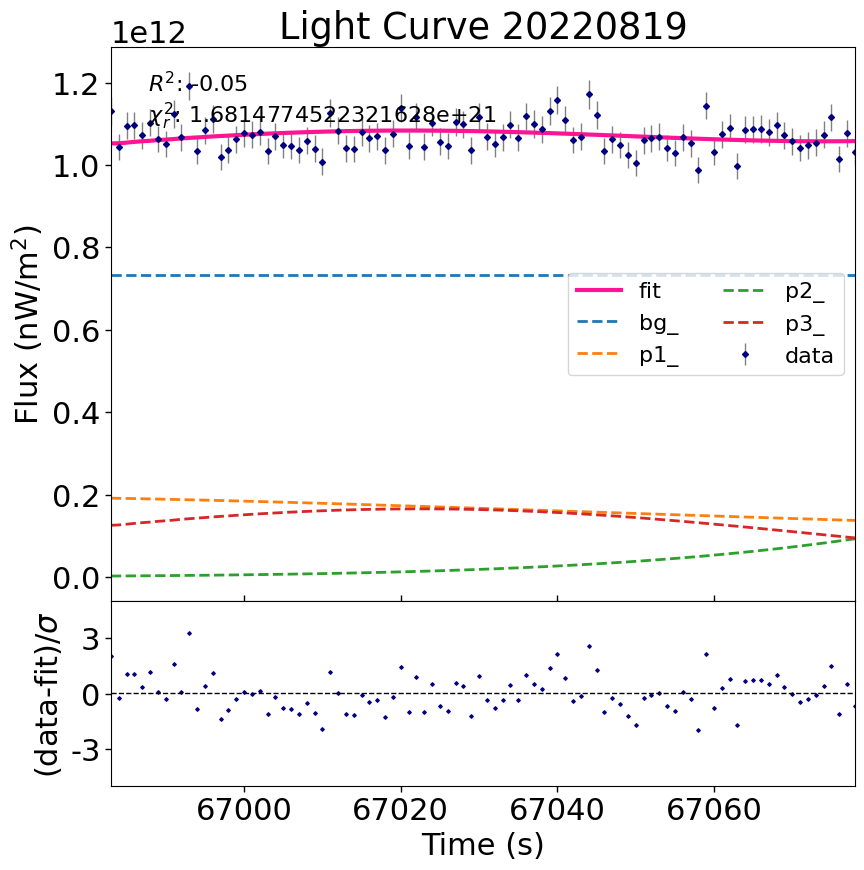 Light Curve 20220819
1e12
R²: -0.05
χ²ᵣ: 1.6814774522321628e+21
1.2
1.0
0.8
0.6
0.4
0.2
0.0
Flux (nW/m²)
fit
bg_
p1_
p2_
p3_
data
3
0
-3
(data-fit)/σ
67000 67020 67040 67060
Time (s)